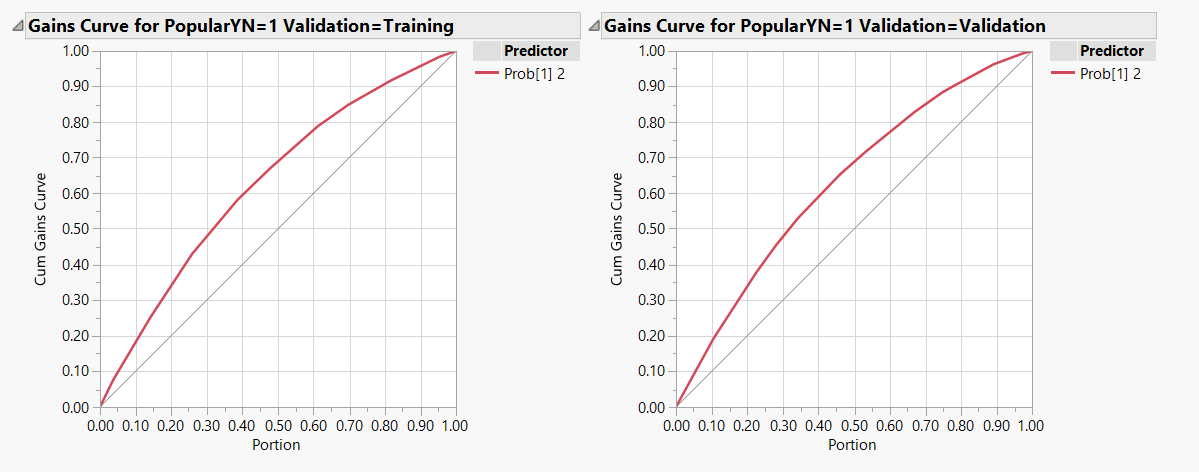 Gains Curve for PopularYN=1 Validation=Training
1.00
0.90
0.80
0.70
0.60
0.50
0.40
0.30
0.20
0.10
0.00
Cum Gains Curve
0.00 0.10 0.20 0.30 0.40 0.50 0.60 0.70 0.80 0.90 1.00
Portion
Predictor
Prob[1] 2
Gains Curve for PopularYN=1 Validation=Validation
1.00
0.90
0.80
0.70
0.60
0.50
0.40
0.30
0.20
0.10
0.00
Cum Gains Curve
0.00 0.10 0.20 0.30 0.40 0.50 0.60 0.70 0.80 0.90 1.00
Portion
Predictor
Prob[1] 2